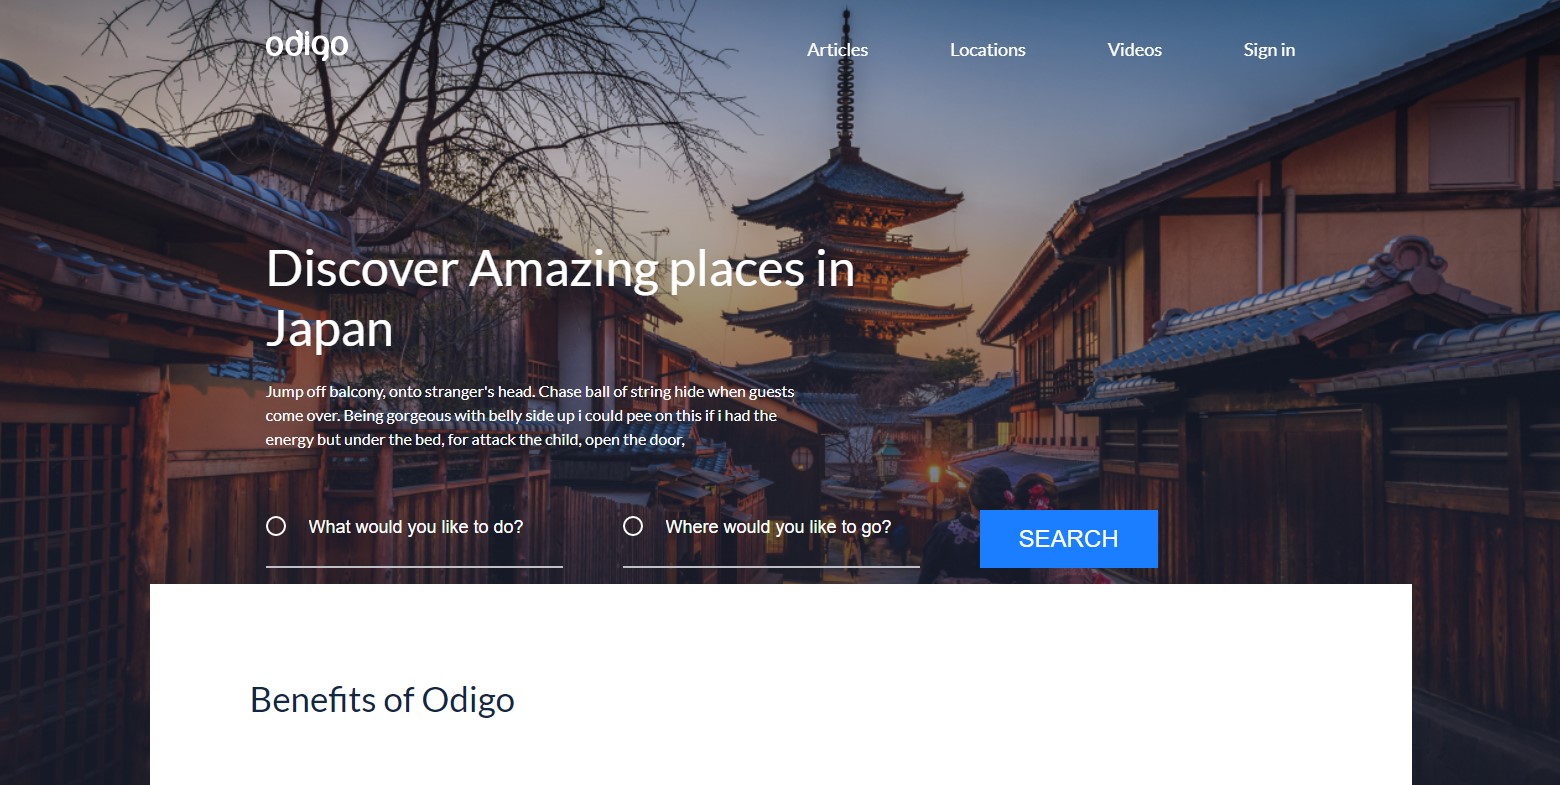 odigo
Articles Locations Videos Sign in
Discover Amazing places in
Japan
Jump off balcony, onto stranger's head. Chase ball of string hide when guests
come over. Being gorgeous with belly side up i could pee on this if i had the
energy but under the bed, for attack the child, open the door,
What would you like to do? Where would you like to go? SEARCH
Benefits of Odigo